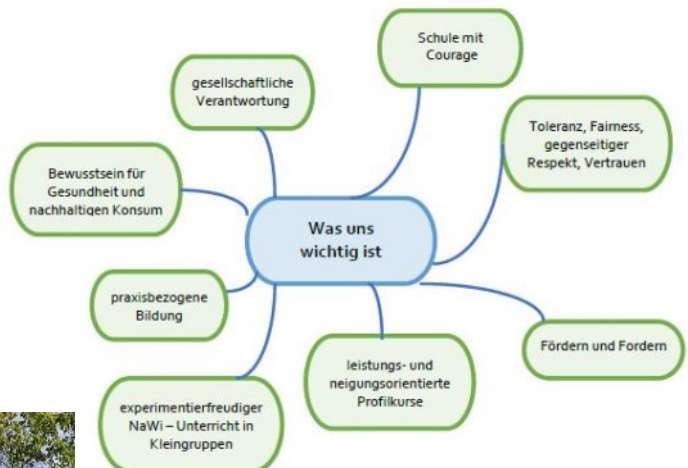 Schule mit
Courage
gesellschaftliche
Verantwortung
Toleranz, Fairness,
gegenseitiger
Respekt, Vertrauen
Bewusstsein für
Gesundheit und
nachhaltigen Konsum
Was uns
wichtig ist
praxisbezogene
Bildung
Fördern und Fordern
leistungs- und
neigungsorientierte
Profilkurse
experimentierfreudiger
NaWi – Unterricht in
Kleingruppen